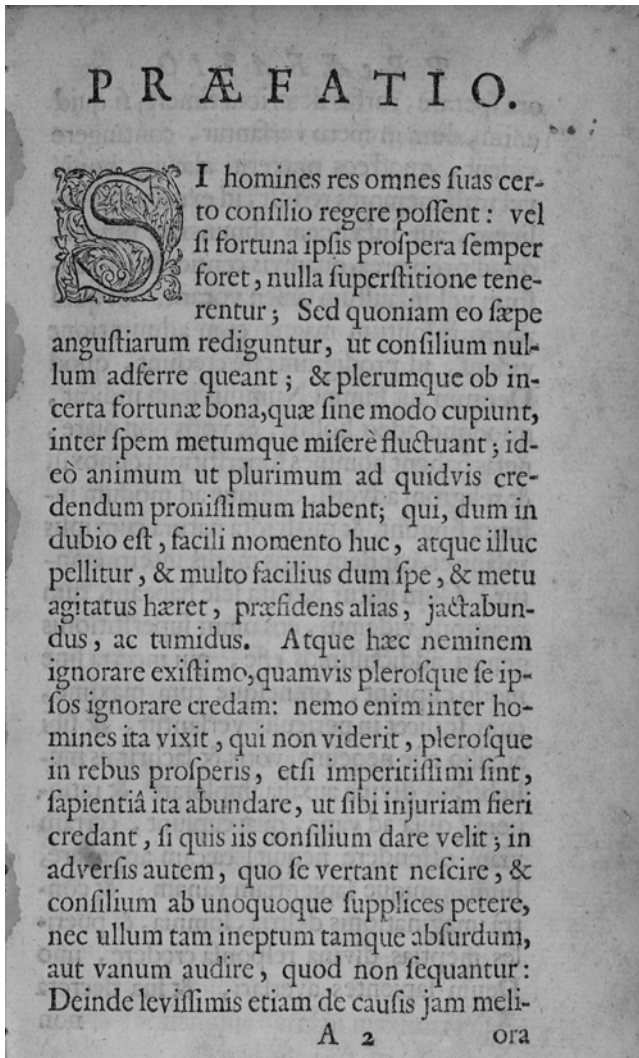 PRÆFATIO.
SI homines res omnes ſuas cer-
to conſilio regere poſſent: vel
ſi fortuna ipſis proſpera ſemper
foret, nulla ſuperſtitione tene-
rentur; Sed quoniam eo ſæpe
anguſtiarum rediguntur, ut conſilium nul-
lum adferre queant; & plerumque ob in-
certa fortunæ bona, quæ ſine modo cupiunt,
inter ſpem metumque miſerè fluctuant; id-
eò animum ut plurimum ad quidvis cre-
dendum proniſſimum habent; qui, dum in
dubio eſt, facili momento huc, atque illuc
pellitur, & multo facilius dum ſpe, & metu
agitatus hæret, præfidens alias, jactabun-
dus, ac tumidus. Atque hæc neminem
ignorare exiſtimo, quamvis pleroſque ſe ip-
ſos ignorare credam: nemo enim inter ho-
mines ita vixit, qui non viderit, pleroſque
in rebus proſperis, etſi imperitiſſimi ſint,
ſapientiâ ita abundare, ut ſibi injuriam fieri
credant, ſi quis iis conſilium dare velit; in
adverſis autem, quo ſe vertant neſcire, &
conſilium ab unoquoque ſupplices petere,
nec ullum tam ineptum tamque abſurdum,
aut vanum audire, quod non ſequantur:
Deinde leviſſimis etiam de cauſis jam meli-
A 2 ora